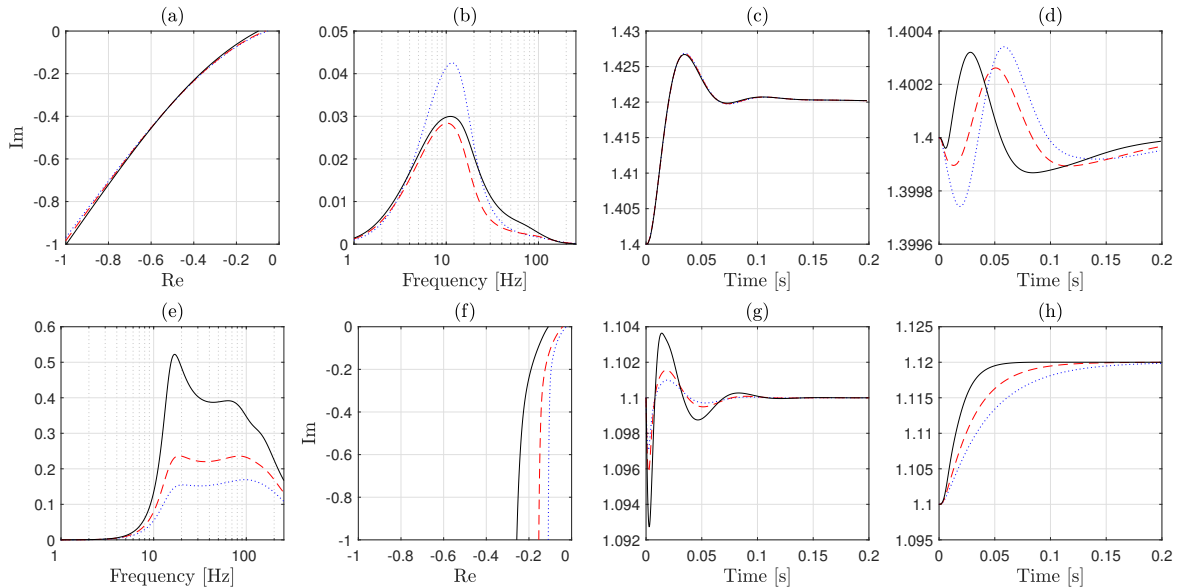 (a)
0
-0.2
-0.4
-0.6
-0.8
-1
Im
-1 -0.8 -0.6 -0.4 -0.2 0
Re
(b)
0.05
0.04
0.03
0.02
0.01
0
1 10 100
Frequency [Hz]
(c)
1.43
1.425
1.42
1.415
1.41
1.405
1.4
0 0.05 0.1 0.15 0.2
Time [s]
(d)
1.4004
1.4002
1.4
1.3998
1.3996
0 0.05 0.1 0.15 0.2
Time [s]
(e)
0.6
0.5
0.4
0.3
0.2
0.1
0
1 10 100
Frequency [Hz]
(f)
0
-0.2
-0.4
-0.6
-0.8
-1
Im
-1 -0.8 -0.6 -0.4 -0.2 0
Re
(g)
1.104
1.102
1.1
1.098
1.096
1.094
1.092
0 0.05 0.1 0.15 0.2
Time [s]
(h)
1.125
1.12
1.115
1.11
1.105
1.1
1.095
0 0.05 0.1 0.15 0.2
Time [s]